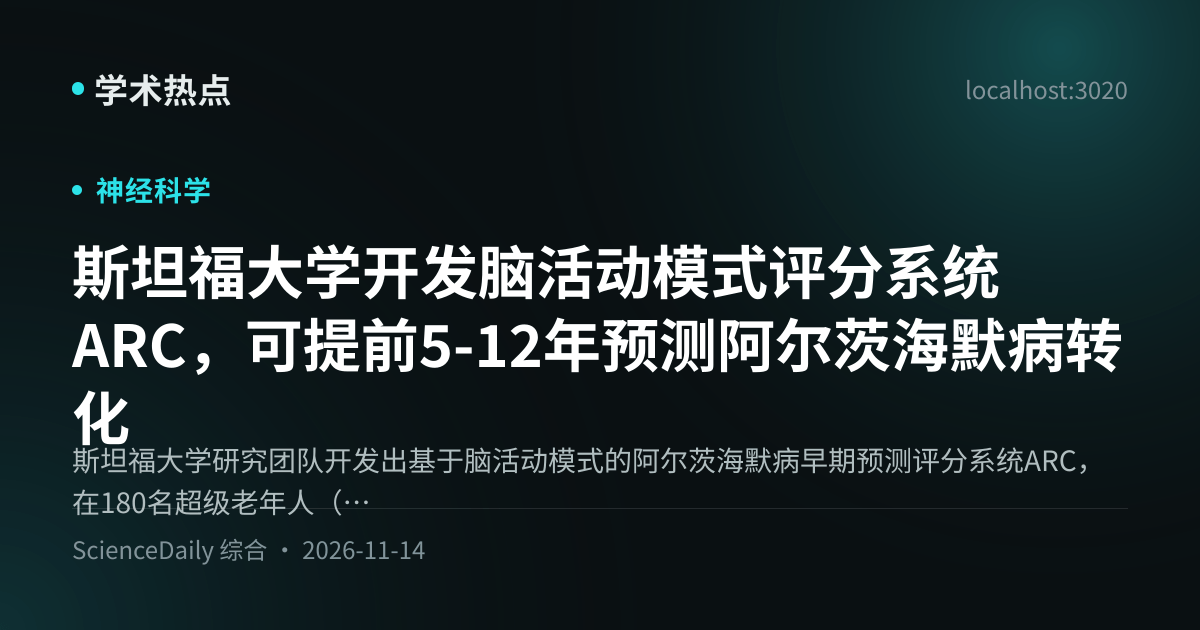 学术热点
localhost:3020
神经科学
斯坦福大学开发脑活动模式评分系统
ARC，可提前5-12年预测阿尔茨海默病转
化
斯坦福大学研究团队开发出基于脑活动模式的阿尔茨海默病早期预测评分系统ARC，
在180名超级老年人（…
ScienceDaily 综合 • 2026-11-14